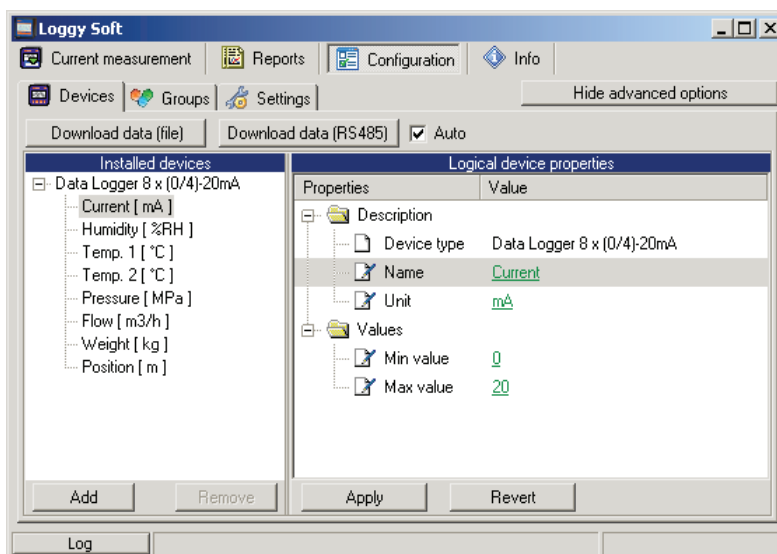 Loggy Soft
Current measurement Reports Configuration Info
Devices Groups Settings Hide advanced options
Download data (file) Download data (RS485) Auto
Installed devices
Data Logger 8 x (0/4)-20mA
Current [ mA ]
Humidity [ %RH ]
Temp. 1 [ °C ]
Temp. 2 [ °C ]
Pressure [ MPa ]
Flow [ m3/h ]
Weight [ kg ]
Position [ m ]
Add Remove
Logical device properties
Properties Value
Description
Device type Data Logger 8 x (0/4)-20mA
Name Current
Unit mA
Values
Min value 0
Max value 20
Apply Revert
Log